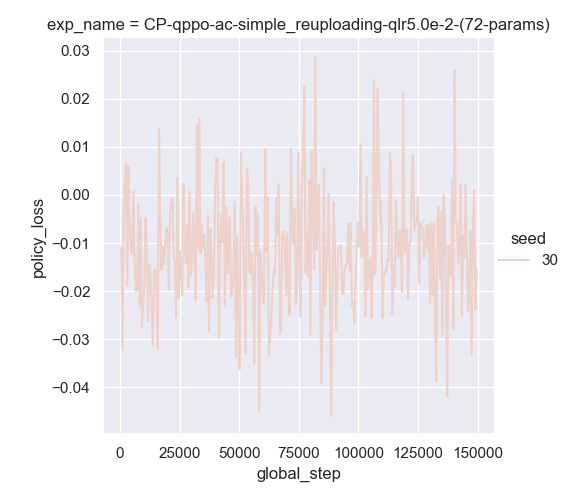 exp_name = CP-qppo-ac-simple_reuploading-qlr5.0e-2-(72-params)
0.03
0.02
0.01
0.00
−0.01
−0.02
−0.03
−0.04
policy_loss
0 25000 50000 75000 100000 125000 150000
global_step
seed
30